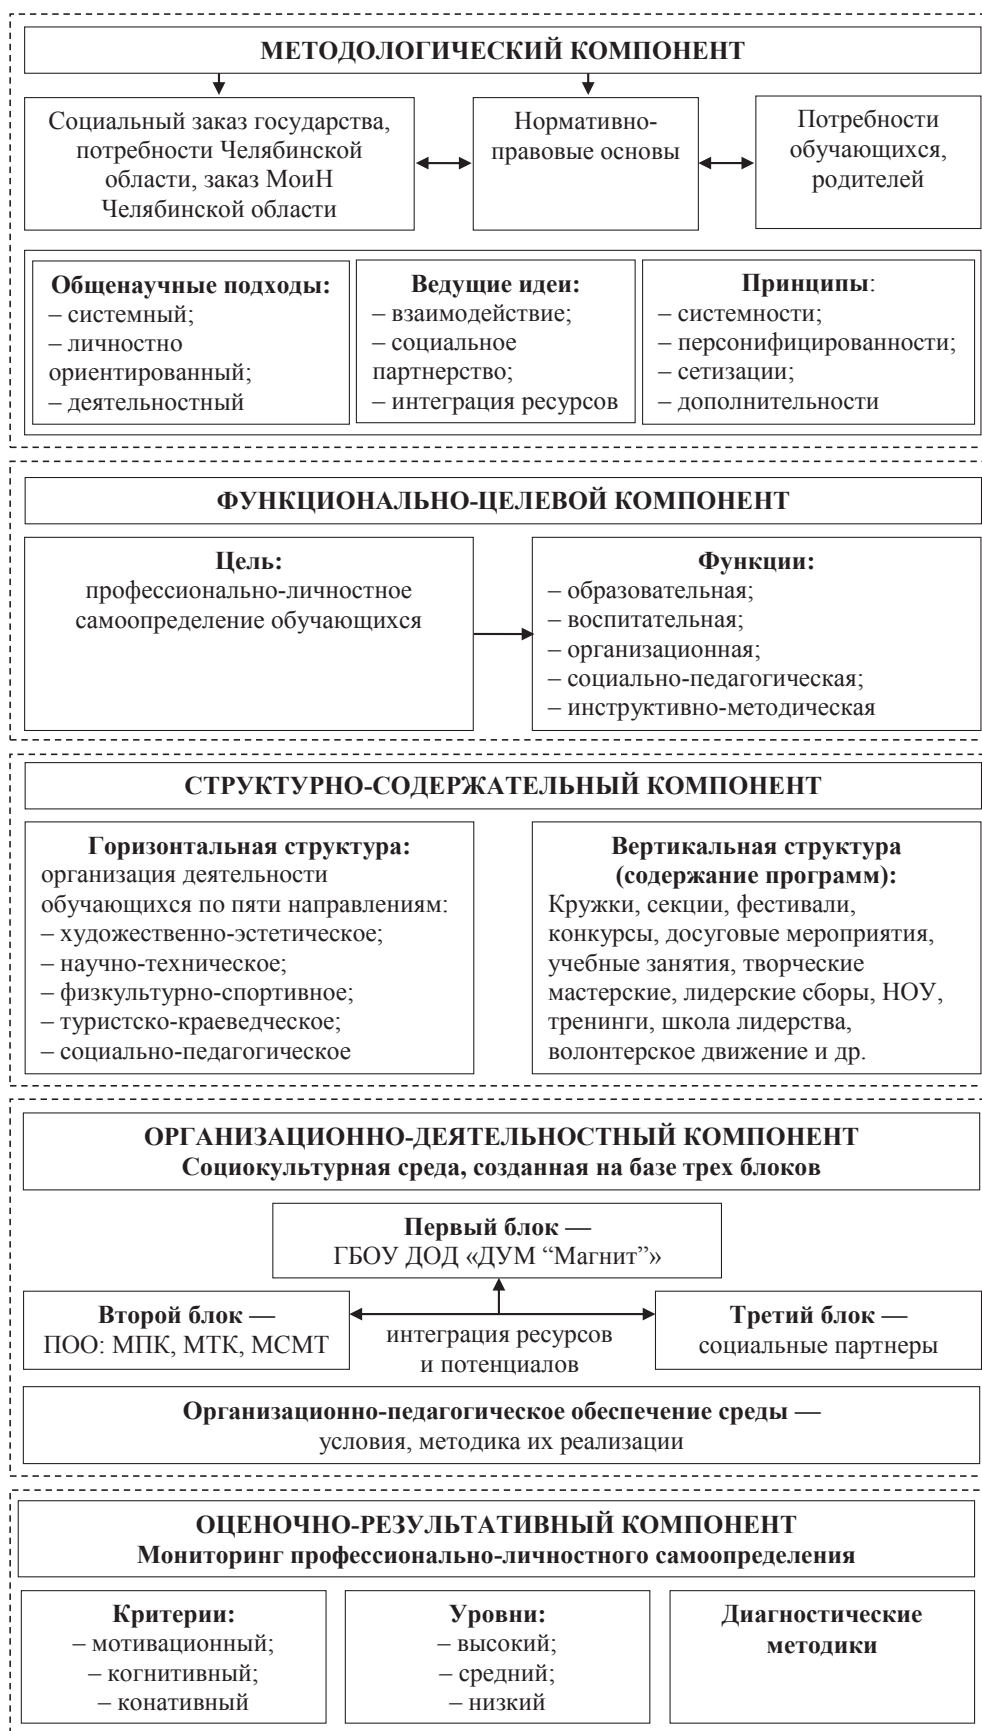 МЕТОДОЛОГИЧЕСКИЙ КОМПОНЕНТ
Социальный заказ государства,
потребности Челябинской
области, заказ МоиН
Челябинской области
Нормативно-
правовые основы
Потребности
обучающихся,
родителей
Общенаучные подходы:
– системный;
– личностно
ориентированный;
– деятельностный
Ведущие идеи:
– взаимодействие;
– социальное
партнерство;
– интеграция ресурсов
Принципы:
– системности;
– персонифицированности;
– сетизации;
– дополнительности
ФУНКЦИОНАЛЬНО-ЦЕЛЕВОЙ КОМПОНЕНТ
Цель:
профессионально-личностное
самоопределение обучающихся
Функции:
– образовательная;
– воспитательная;
– организационная;
– социально-педагогическая;
– инструктивно-методическая
СТРУКТУРНО-СОДЕРЖАТЕЛЬНЫЙ КОМПОНЕНТ
Горизонтальная структура:
организация деятельности
обучающихся по пяти направлениям:
– художественно-эстетическое;
– научно-техническое;
– физкультурно-спортивное;
– туристско-краеведческое;
– социально-педагогическое
Вертикальная структура
(содержание программ):
Кружки, секции, фестивали,
конкурсы, досуговые мероприятия,
учебные занятия, творческие
мастерские, лидерские сборы, НОУ,
тренинги, школа лидерства,
волонтерское движение и др.
ОРГАНИЗАЦИОННО-ДЕЯТЕЛЬНОСТНЫЙ КОМПОНЕНТ
Социокультурная среда, созданная на базе трех блоков
Первый блок —
ГБОУ ДОД «ДУМ “Магнит”»
Второй блок —
ПОО: МПК, МТК, МСМТ
интеграция ресурсов
и потенциалов
Третий блок —
социальные партнеры
Организационно-педагогическое обеспечение среды —
условия, методика их реализации
ОЦЕНОЧНО-РЕЗУЛЬТАТИВНЫЙ КОМПОНЕНТ
Мониторинг профессионально-личностного самоопределения
Критерии:
– мотивационный;
– когнитивный;
– конативный
Уровни:
– высокий;
– средний;
– низкий
Диагностические
методики